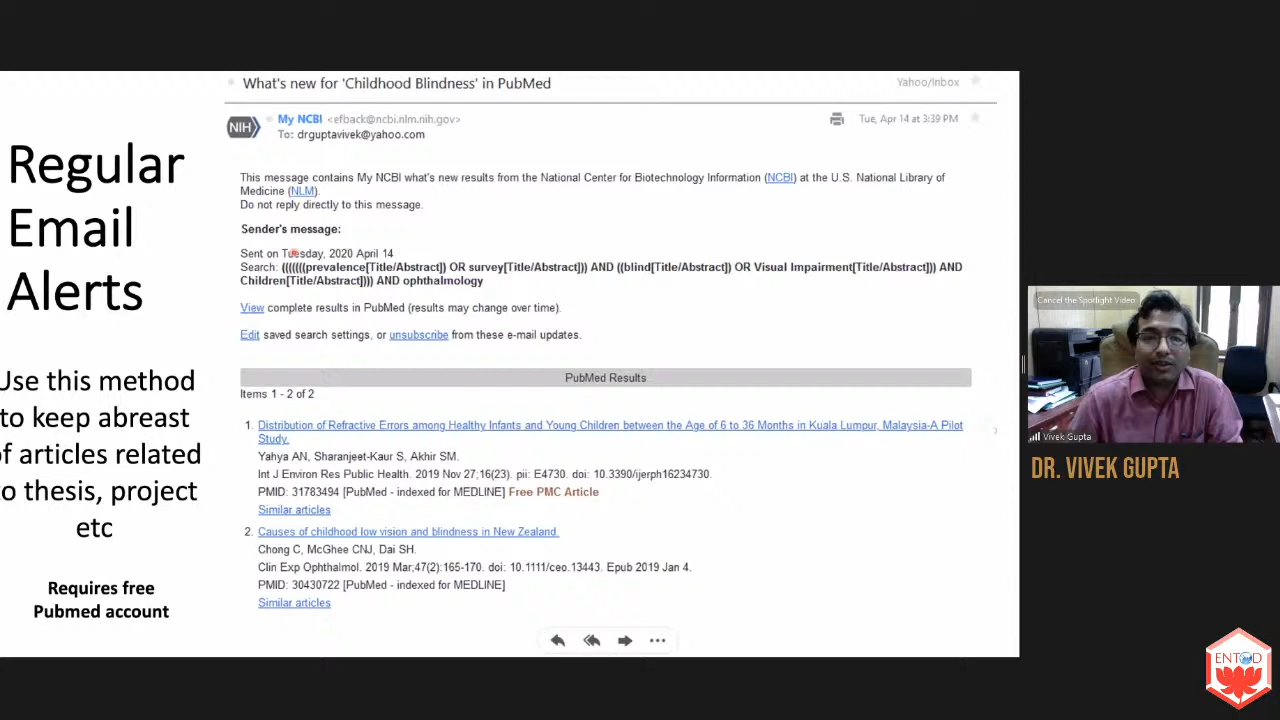 Regular
Email
Alerts
Use this method
to keep abreast
of articles related
to thesis, project
etc
Requires free
Pubmed account
What's new for 'Childhood Blindness' in PubMed
Yahoo/Inbox
NIH
My NCBI <efback@ncbi.nlm.nih.gov>
Tue, Apr 14 at 3:39 PM
To: drguptavivek@yahoo.com
This message contains My NCBI what's new results from the National Center for Biotechnology Information (NCBI) at the U.S. National Library of
Medicine (NLM).
Do not reply directly to this message.
Sender's message:
Sent on Tuesday, 2020 April 14
Search: (((((((prevalence[Title/Abstract]) OR survey[Title/Abstract])) AND ((blind[Title/Abstract]) OR Visual Impairment[Title/Abstract])) AND
Children[Title/Abstract]))) AND ophthalmology
View complete results in PubMed (results may change over time).
Edit saved search settings, or unsubscribe from these e-mail updates.
PubMed Results
Items 1 - 2 of 2
1. Distribution of Refractive Errors among Healthy Infants and Young Children between the Age of 6 to 36 Months in Kuala Lumpur, Malaysia-A Pilot
Study.
Yahya AN, Sharanjeet-Kaur S, Akhir SM.
Int J Environ Res Public Health. 2019 Nov 27;16(23). pii: E4730. doi: 10.3390/ijerph16234730.
PMID: 31783494 [PubMed - indexed for MEDLINE] Free PMC Article
Similar articles
2. Causes of childhood low vision and blindness in New Zealand.
Chong C, McGhee CNJ, Dai SH.
Clin Exp Ophthalmol. 2019 Mar;47(2):165-170. doi: 10.1111/ceo.13443. Epub 2019 Jan 4.
PMID: 30430722 [PubMed - indexed for MEDLINE]
Similar articles
Cancel the Spotlight Video
Vivek Gupta
DR. VIVEK GUPTA
ENTOD